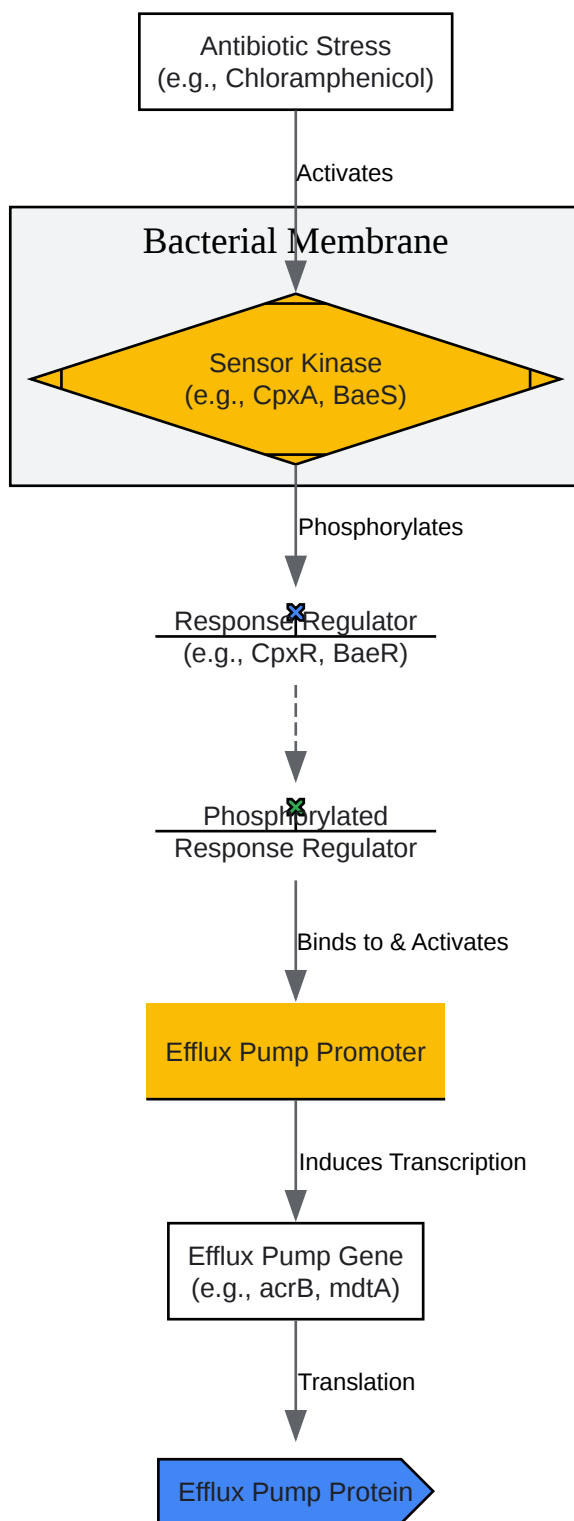 Antibiotic Stress
(e.g., Chloramphenicol)
Activates
Bacterial Membrane
Sensor Kinase
(e.g., CpxA, BaeS)
Phosphorylates
Response Regulator
(e.g., CpxR, BaeR)
Phosphorylated
Response Regulator
Binds to & Activates
Efflux Pump Promoter
Induces Transcription
Efflux Pump Gene
(e.g., acrB, mdtA)
Translation
Efflux Pump Protein